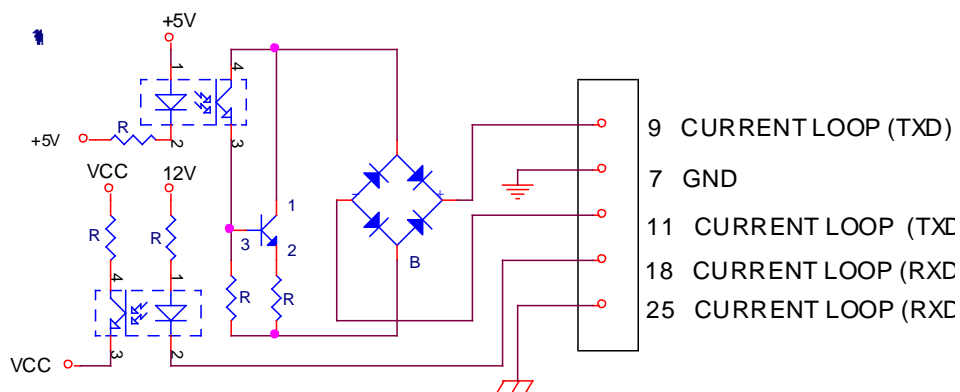 +5V
+5V
1
4
R
2
3
VCC
12V
R
R
4
1
3
2
VCC
3
1
2
R
R
-
+
B
9 CURRENT LOOP (TXD)
7 GND
11 CURRENT LOOP (TXD
18 CURRENT LOOP (RXD
25 CURRENT LOOP (RXD